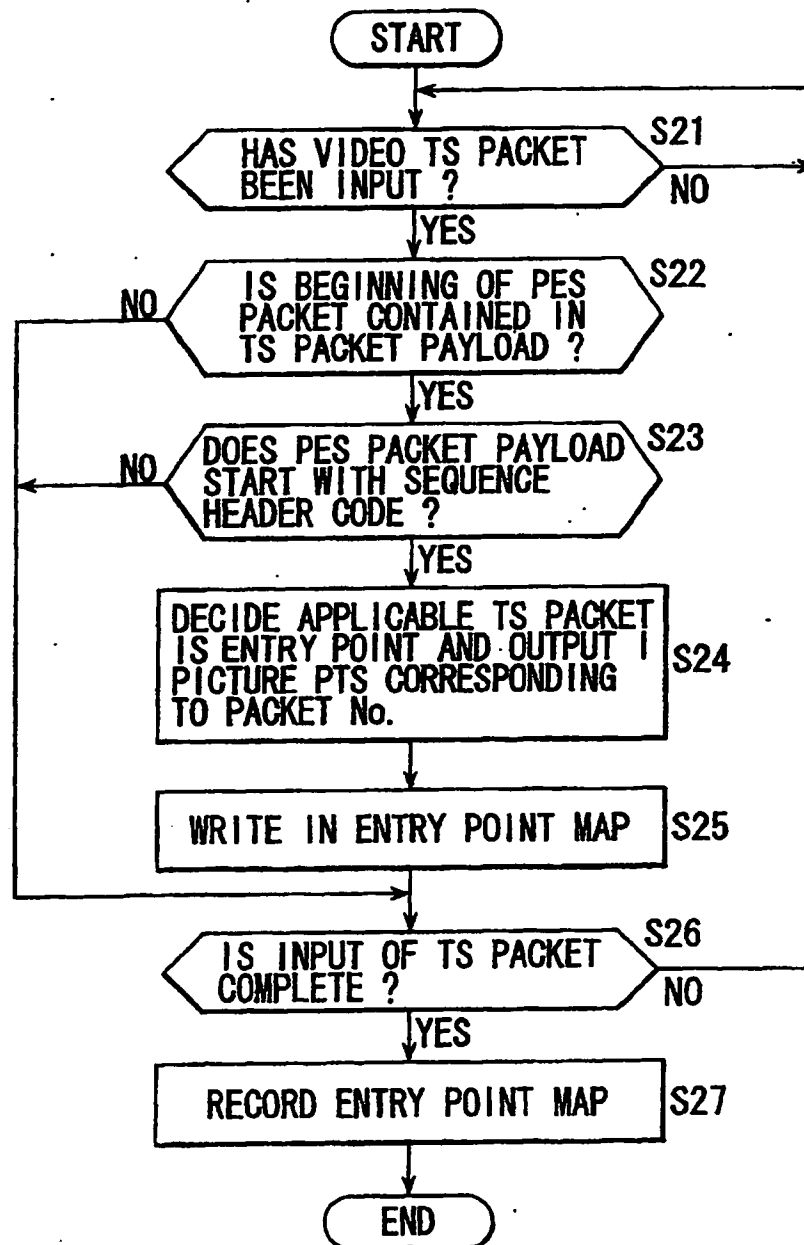 START
HAS VIDEO TS PACKET
BEEN INPUT ?
S21
NO
YES
IS BEGINNING OF PES
PACKET CONTAINED IN
TS PACKET PAYLOAD ?
S22
NO
YES
DOES PES PACKET PAYLOAD
START WITH SEQUENCE
HEADER CODE ?
S23
NO
YES
DECIDE APPLICABLE TS PACKET
IS ENTRY POINT AND OUTPUT I
PICTURE PTS CORRESPONDING
TO PACKET No.
S24
WRITE IN ENTRY POINT MAP
S25
IS INPUT OF TS PACKET
COMPLETE ?
S26
NO
YES
RECORD ENTRY POINT MAP
S27
END